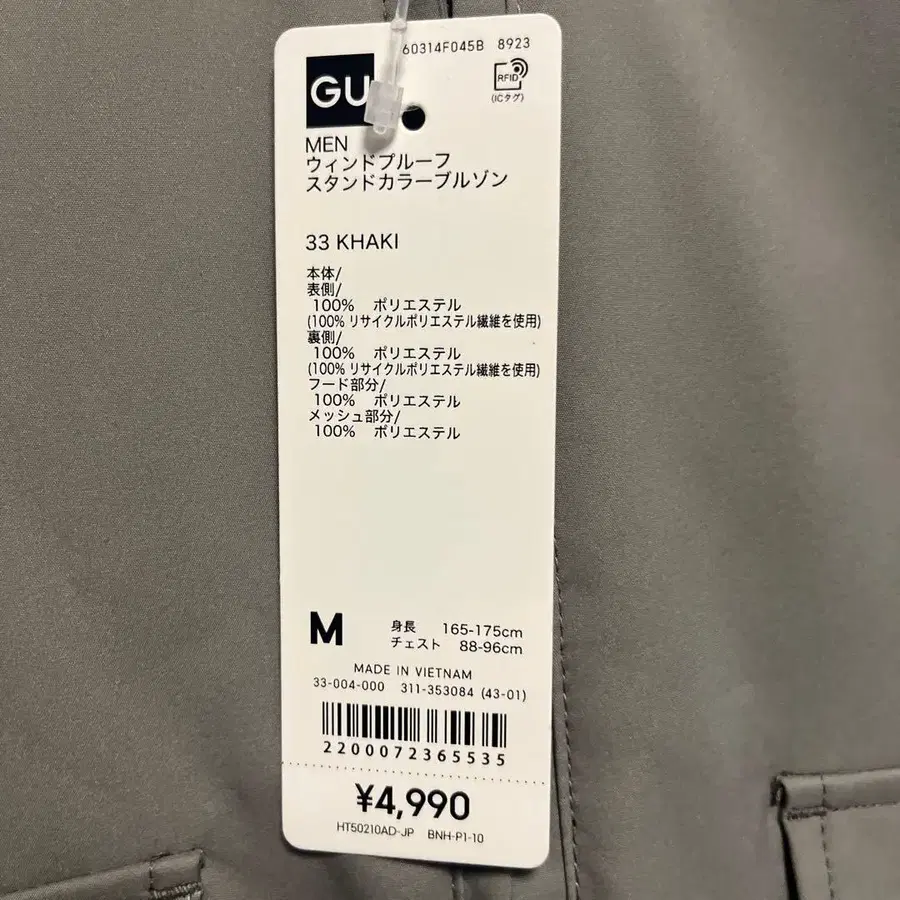 60314F045B 8923
GU
RFID
(ICタグ)
MEN
ウィンドプルーフ
スタンドカラーブルゾン
33 KHAKI
本体/
表側/
100% ポリエステル
(100% リサイクルポリエステル繊維を使用)
裏側/
100% ポリエステル
(100% リサイクルポリエステル繊維を使用)
フード部分/
100% ポリエステル
メッシュ部分/
100% ポリエステル
M 身長 165-175cm
チェスト 88-96cm
MADE IN VIETNAM
33-004-000 311-353084 (43-01)
2200072365535
¥4,990
HT50210AD-JP BNH-P1-10